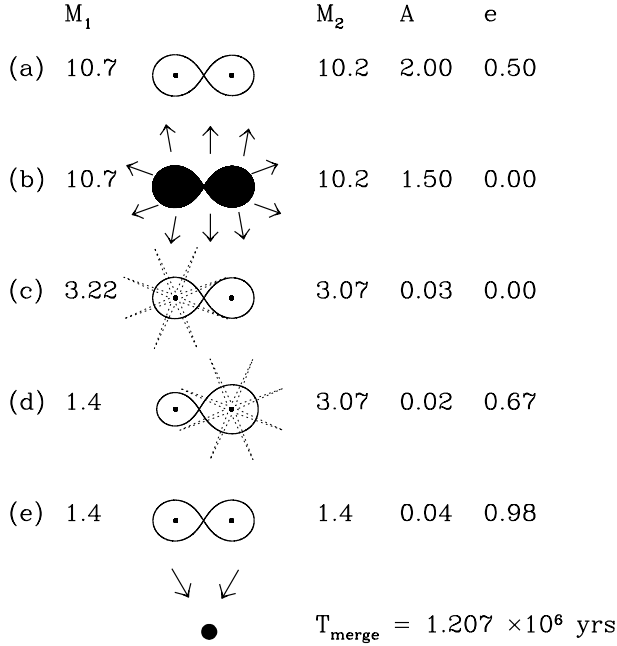 M₁ M₂ A e
(a) 10.7 10.2 2.00 0.50
(b) 10.7 10.2 1.50 0.00
(c) 3.22 3.07 0.03 0.00
(d) 1.4 3.07 0.02 0.67
(e) 1.4 1.4 0.04 0.98
T_merge = 1.207 ×10⁶ yrs